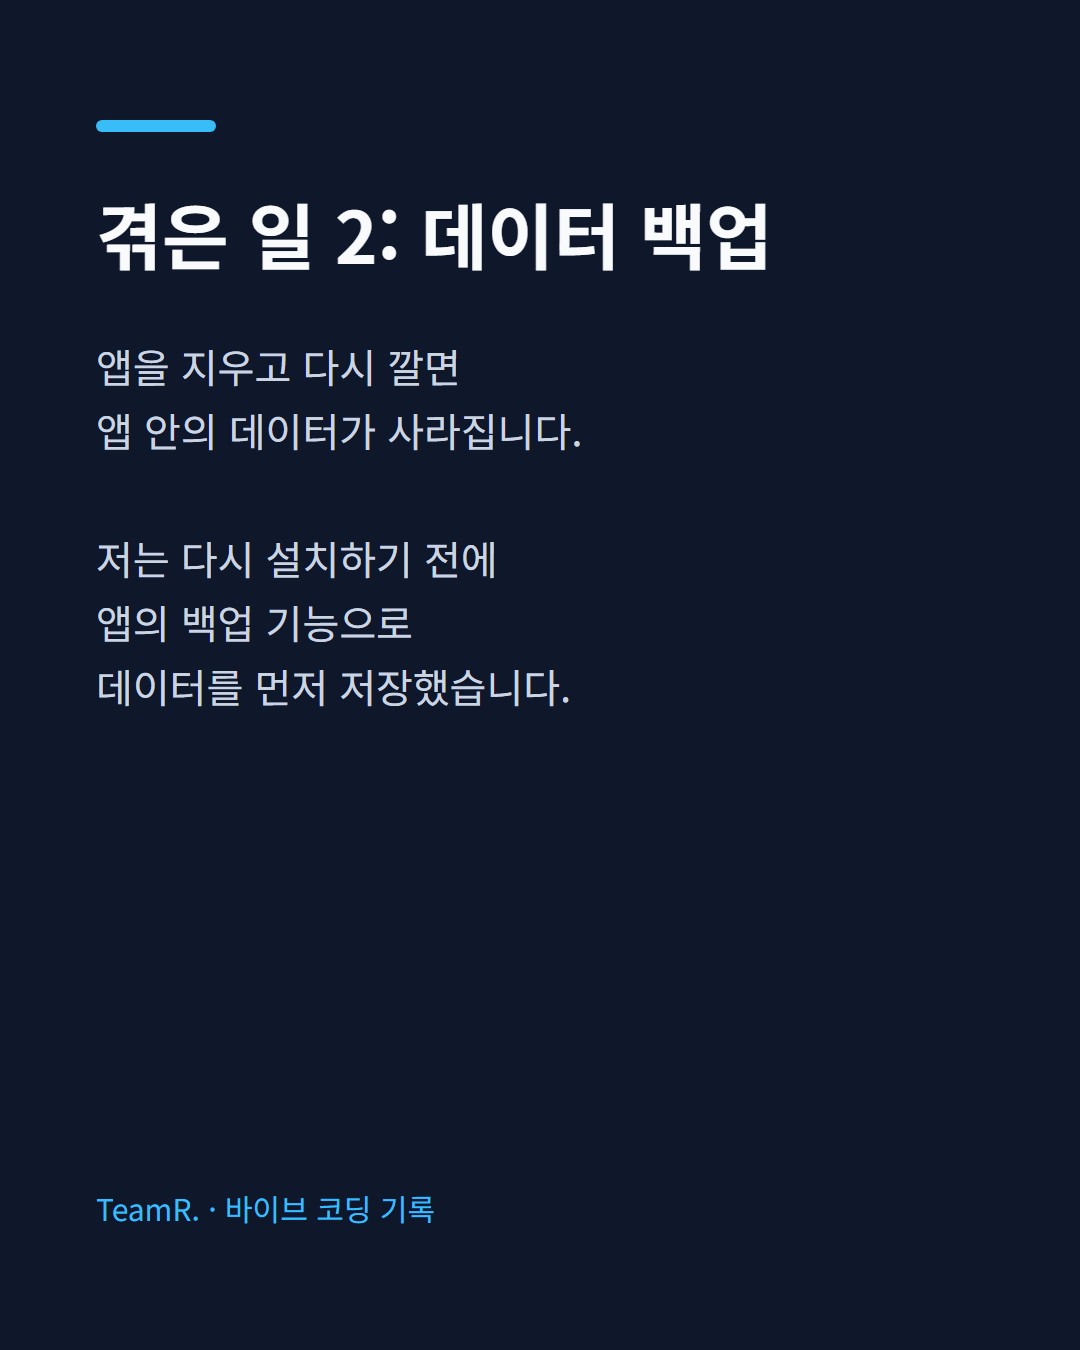 겪은 일 2: 데이터 백업
앱을 지우고 다시 깔면
앱 안의 데이터가 사라집니다.
저는 다시 설치하기 전에
앱의 백업 기능으로
데이터를 먼저 저장했습니다.
TeamR. · 바이브 코딩 기록